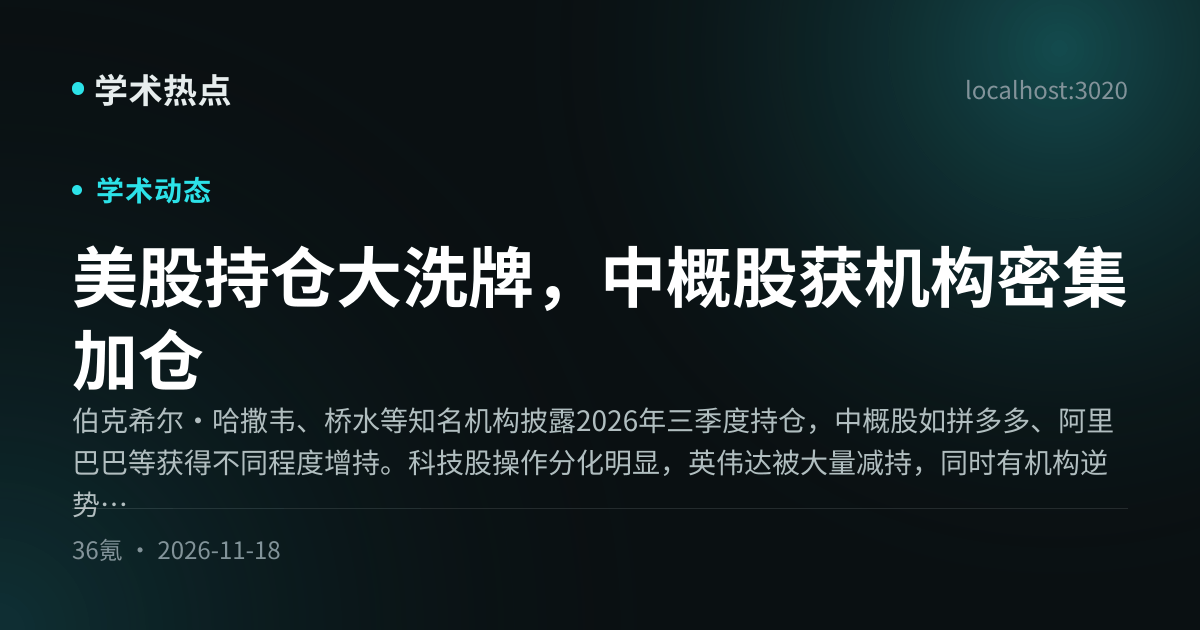 学术热点
localhost:3020
学术动态
美股持仓大洗牌，中概股获机构密集
加仓
伯克希尔·哈撒韦、桥水等知名机构披露2026年三季度持仓，中概股如拼多多、阿里
巴巴等获得不同程度增持。科技股操作分化明显，英伟达被大量减持，同时有机构逆
势…
36氪 · 2026-11-18